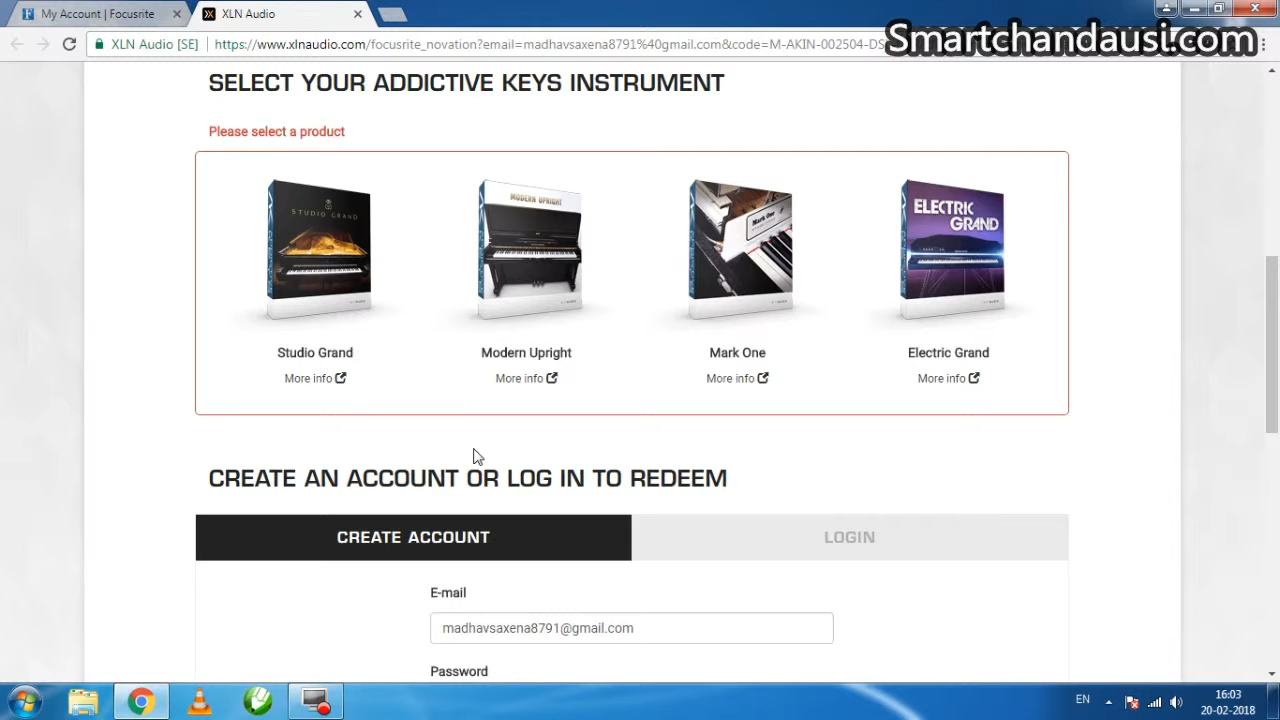 My Account | Focusrite
XLN Audio
Smartchandausi.com
XLN Audio [SE]
https://www.xlnaudio.com/focusrite_novation?email=madhavsaxena8791%40gmail.com&code=M-AKIN-002504-DS
SELECT YOUR ADDICTIVE KEYS INSTRUMENT
Please select a product
STUDIO GRAND
MODERN UPRIGHT
Mark One
ELECTRIC
GRAND
Studio Grand
Modern Upright
Mark One
Electric Grand
More info
More info
More info
More info
CREATE AN ACCOUNT OR LOG IN TO REDEEM
CREATE ACCOUNT
LOGIN
E-mail
madhavsaxena8791@gmail.com
Password
EN
16:03
20-02-2018